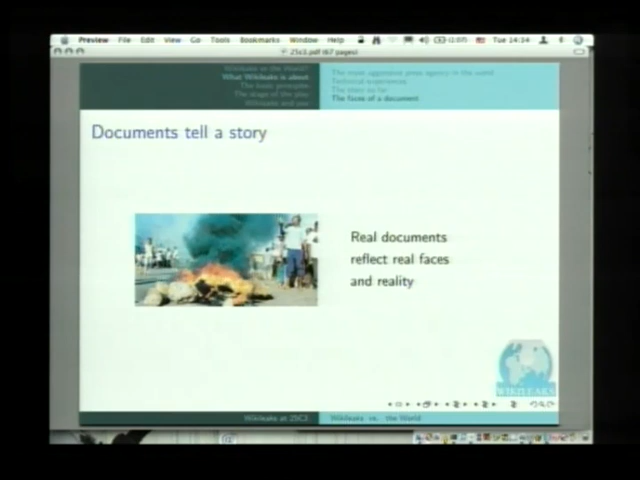 Preview File Edit View Go Tools Bookmarks Window Help
Tue 14:34
25c3.pdf (67 pages)
Wikileaks vs the World?
What Wikileaks is about
The basic principles
The stage of the play
Wikileaks and you
The most aggressive press agency in the world
Technical experiences
The story so far
The faces of a document
Documents tell a story
Real documents
reflect real faces
and reality
WIKILEAKS
Wikileaks at 25C3
Wikileaks vs. the World